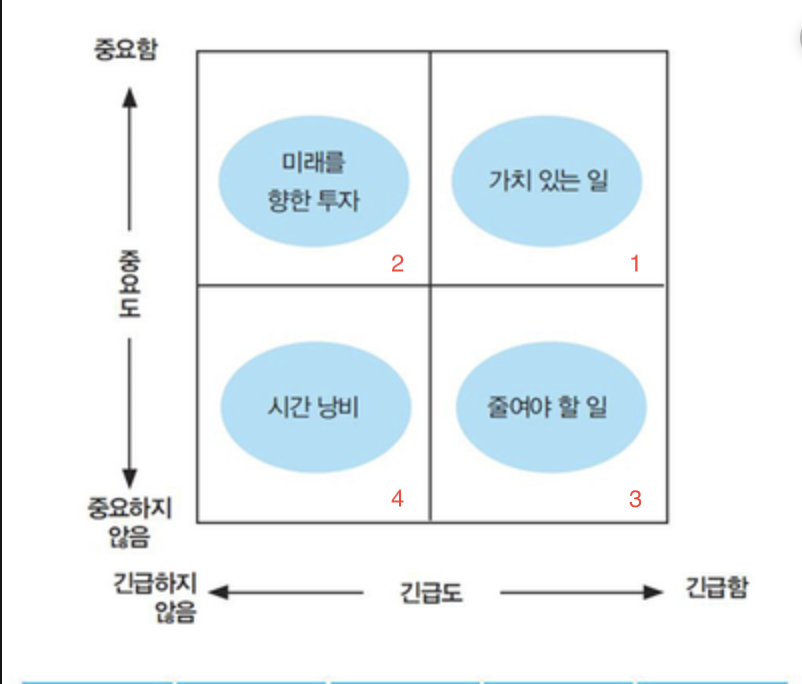 중요함
미래를
향한 투자
가치 있는 일
2
1
중요도
시간 낭비
줄여야 할 일
4
3
중요하지
않음
긴급하지
않음
긴급도
긴급함